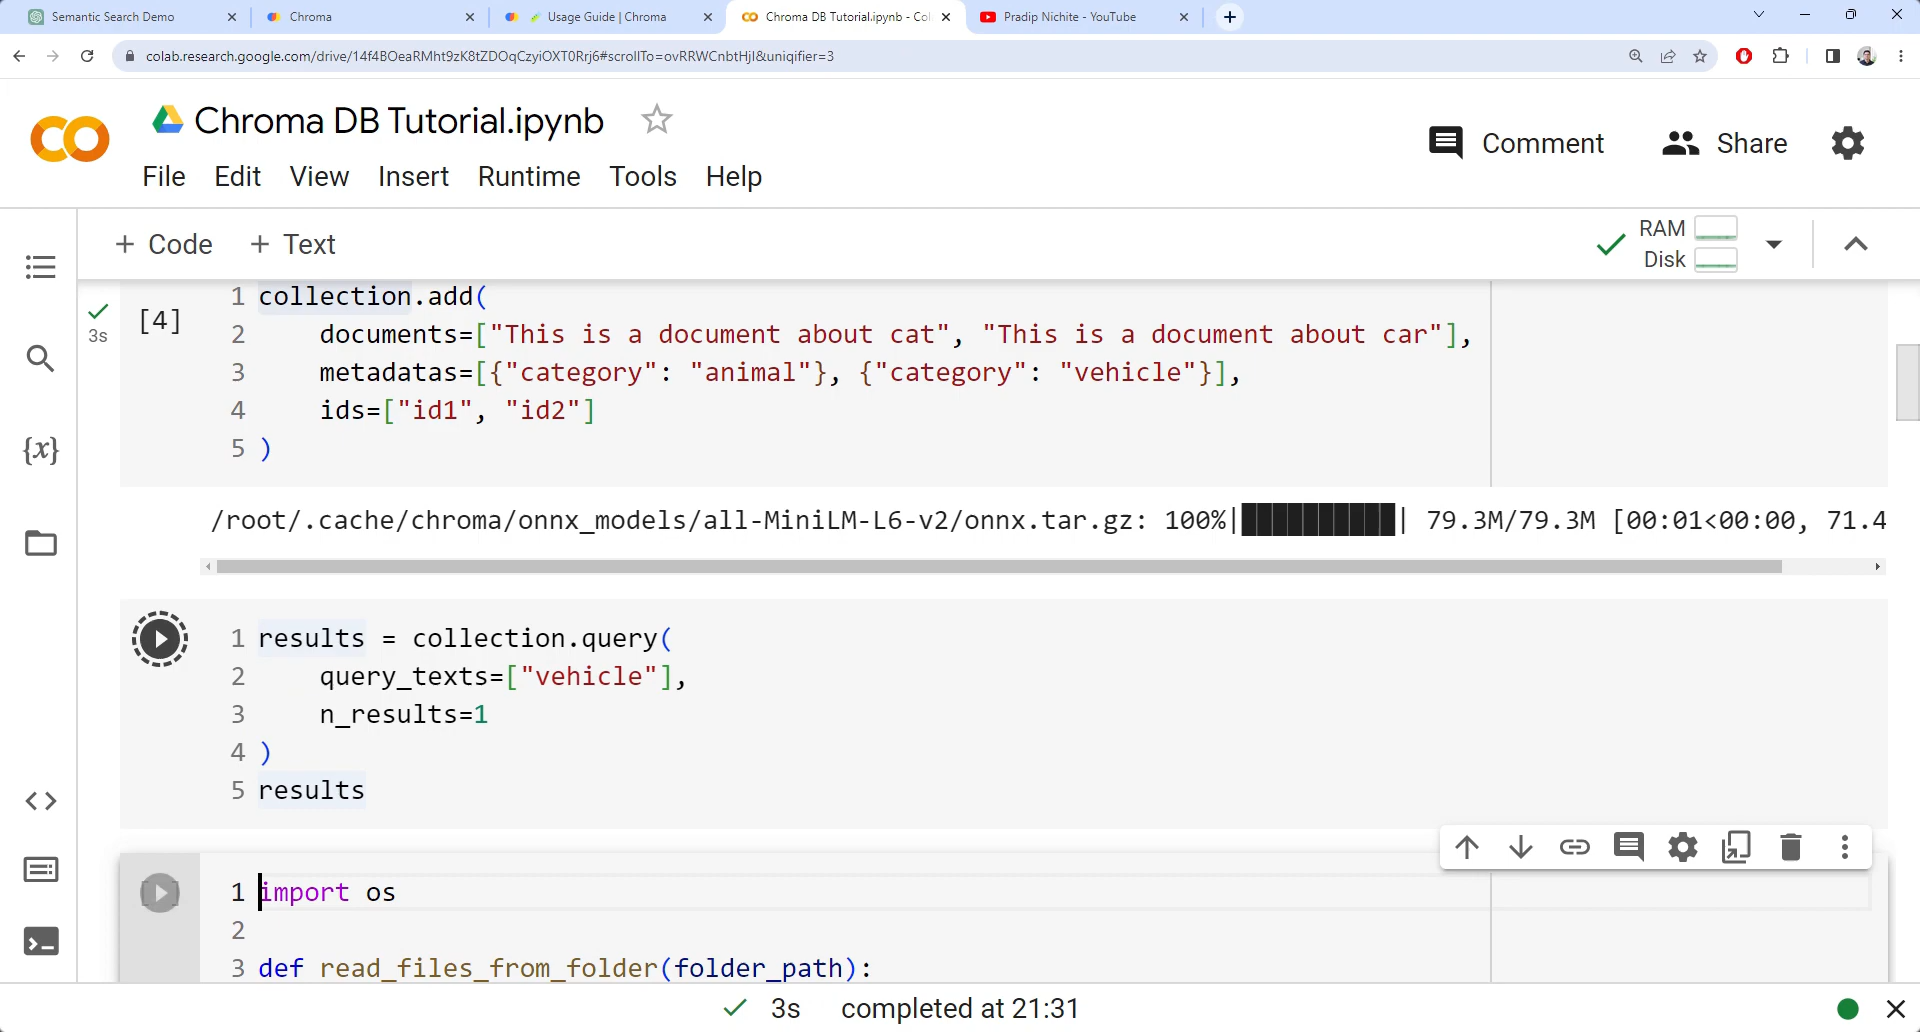 Semantic Search Demo
Chroma
Usage Guide | Chroma
Chroma DB Tutorial.ipynb - Col
Pradip Nichite - YouTube
colab.research.google.com/drive/14f4BOeaRMht9zK8tZDOqCzyiOXT0Rrj6#scrollTo=ovRRWCnbtHjI&uniqifier=3
Chroma DB Tutorial.ipynb
Comment
Share
File Edit View Insert Runtime Tools Help
+ Code + Text
RAM
Disk
3s
[4]
1 collection.add(
2 documents=["This is a document about cat", "This is a document about car"],
3 metadatas=[{"category": "animal"}, {"category": "vehicle"}],
4 ids=["id1", "id2"]
5 )
/root/.cache/chroma/onnx_models/all-MiniLM-L6-v2/onnx.tar.gz: 100%|██████████| 79.3M/79.3M [00:01<00:00, 71.4
1 results = collection.query(
2 query_texts=["vehicle"],
3 n_results=1
4 )
5 results
1 import os
2
3 def read_files_from_folder(folder_path):
3s completed at 21:31